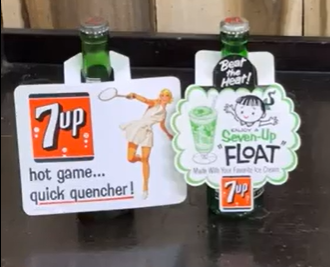 7up
hot game...
quick quencher!
Beat
the
Heat!
ENJOY A
Seven-Up
"FLOAT"
Made With Your Favorite Ice Cream
7up